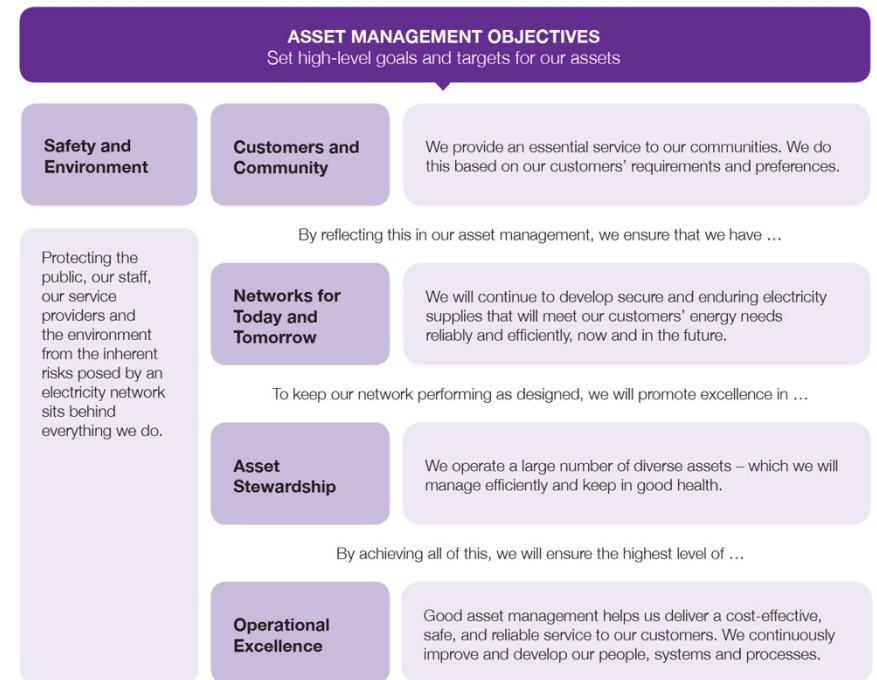 ASSET MANAGEMENT OBJECTIVES
Set high-level goals and targets for our assets
Safety and
Environment
Protecting the
public, our staff,
our service
providers and
the environment
from the inherent
risks posed by an
electricity network
sits behind
everything we do.
Customers and
Community
We provide an essential service to our communities. We do
this based on our customers’ requirements and preferences.
By reflecting this in our asset management, we ensure that we have …
Networks for
Today and
Tomorrow
We will continue to develop secure and enduring electricity
supplies that will meet our customers’ energy needs
reliably and efficiently, now and in the future.
To keep our network performing as designed, we will promote excellence in …
Asset
Stewardship
We operate a large number of diverse assets – which we will
manage efficiently and keep in good health.
By achieving all of this, we will ensure the highest level of …
Operational
Excellence
Good asset management helps us deliver a cost-effective,
safe, and reliable service to our customers. We continuously
improve and develop our people, systems and processes.